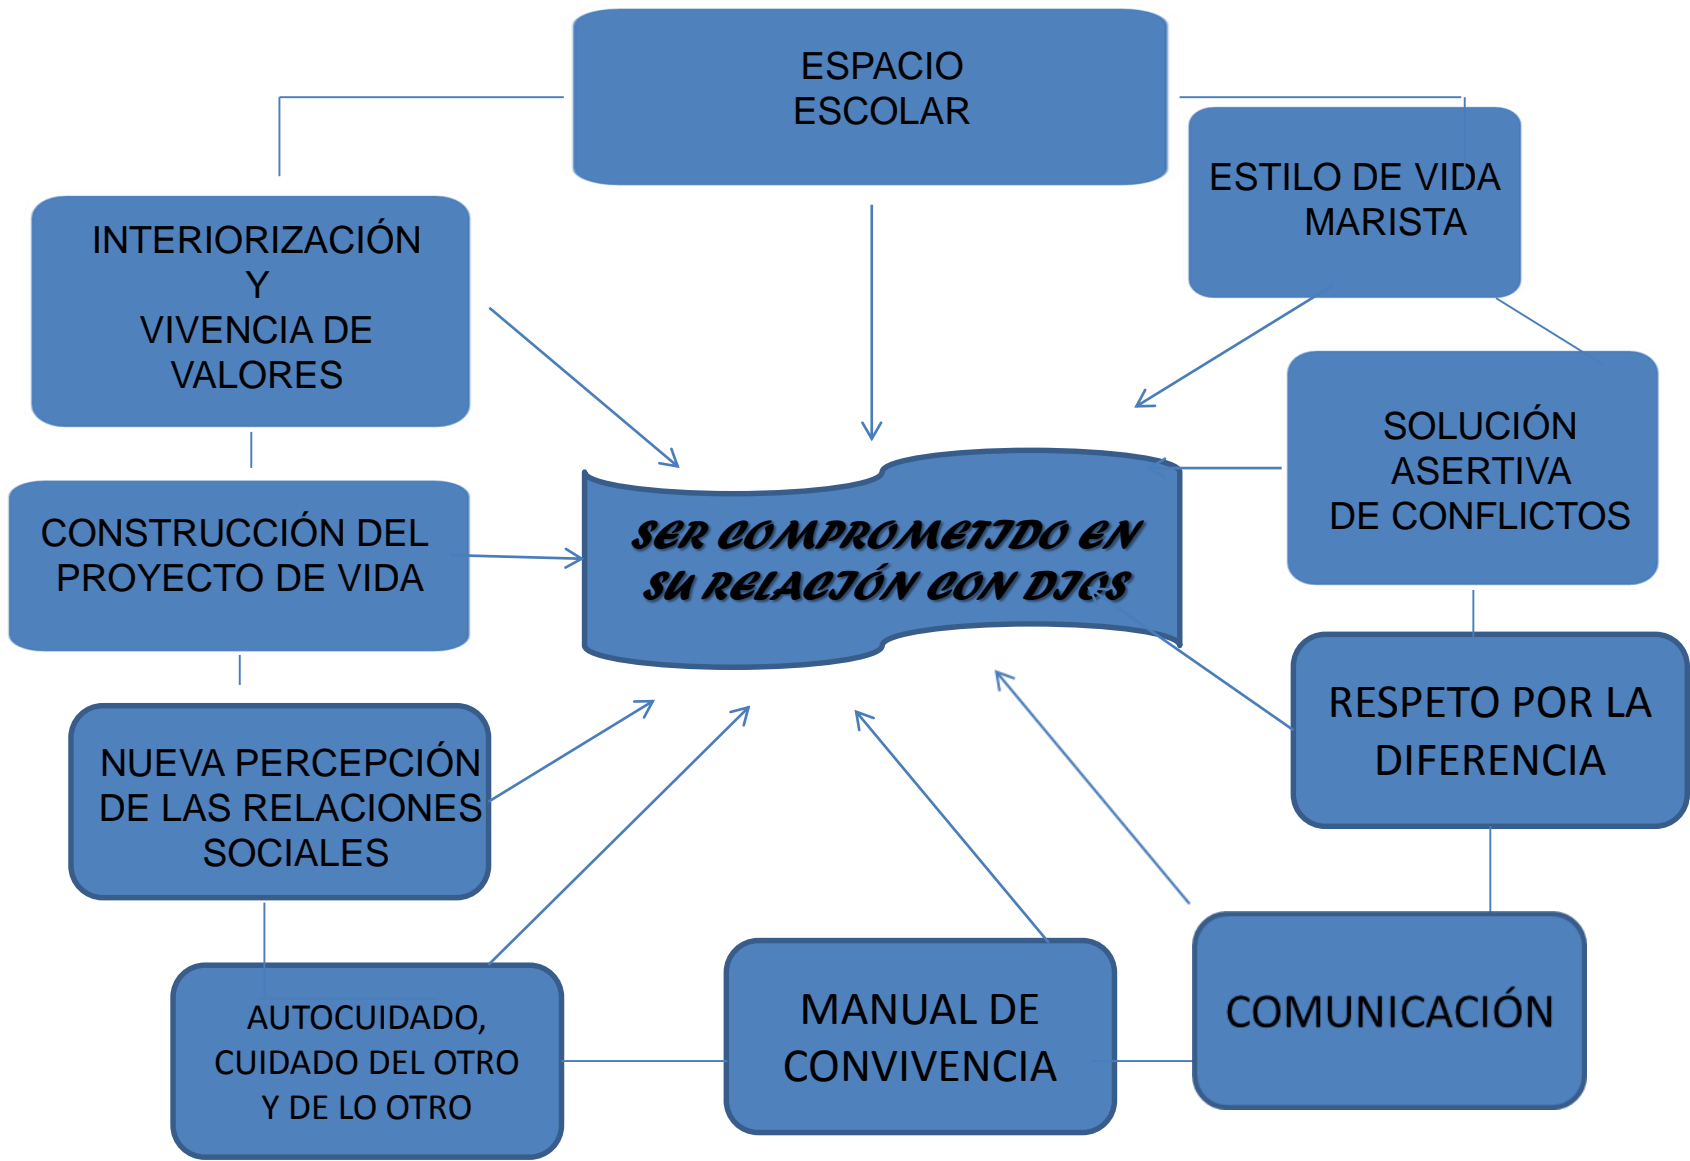 ESPACIO
ESCOLAR
ESTILO DE VIDA
MARISTA
INTERIORIZACIÓN
Y
VIVENCIA DE
VALORES
SOLUCIÓN
ASERTIVA
DE CONFLICTOS
CONSTRUCCIÓN DEL
PROYECTO DE VIDA
SER COMPROMETIDO EN
SU RELACIÓN CON DIOS
RESPETO POR LA
DIFERENCIA
NUEVA PERCEPCIÓN
DE LAS RELACIONES
SOCIALES
AUTOCUIDADO,
CUIDADO DEL OTRO
Y DE LO OTRO
MANUAL DE
CONVIVENCIA
COMUNICACIÓN